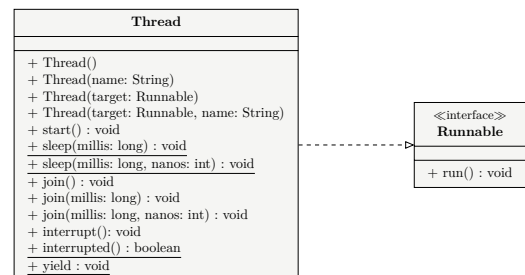 Thread
+ Thread()
+ Thread(name: String)
+ Thread(target: Runnable)
+ Thread(target: Runnable, name: String)
+ start() : void
+ sleep(millis: long) : void
+ sleep(millis: long, nanos: int) : void
+ join() : void
+ join(millis: long) : void
+ join(millis: long, nanos: int) : void
+ interrupt(): void
+ interrupted() : boolean
+ yield : void
≪interface≫
Runnable
+ run() : void